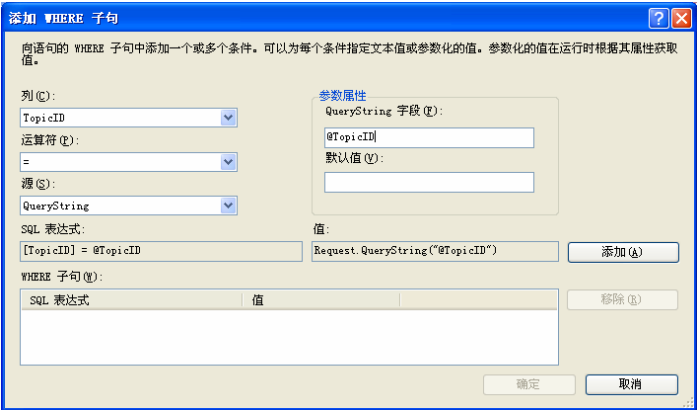 添加 WHERE 子句
向语句的 WHERE 子句中添加一个或多个条件。可以为每个条件指定文本值或参数化的值。参数化的值在运行时根据其属性获取
值。
列(C):
TopicID
运算符(P):
=
源(S):
QueryString
参数属性
QueryString 字段(F):
@TopicID
默认值(V):
SQL 表达式:
[TopicID] = @TopicID
值:
Request.QueryString("@TopicID")
添加(A)
WHERE 子句(W):
SQL 表达式 值
移除(R)
确定
取消